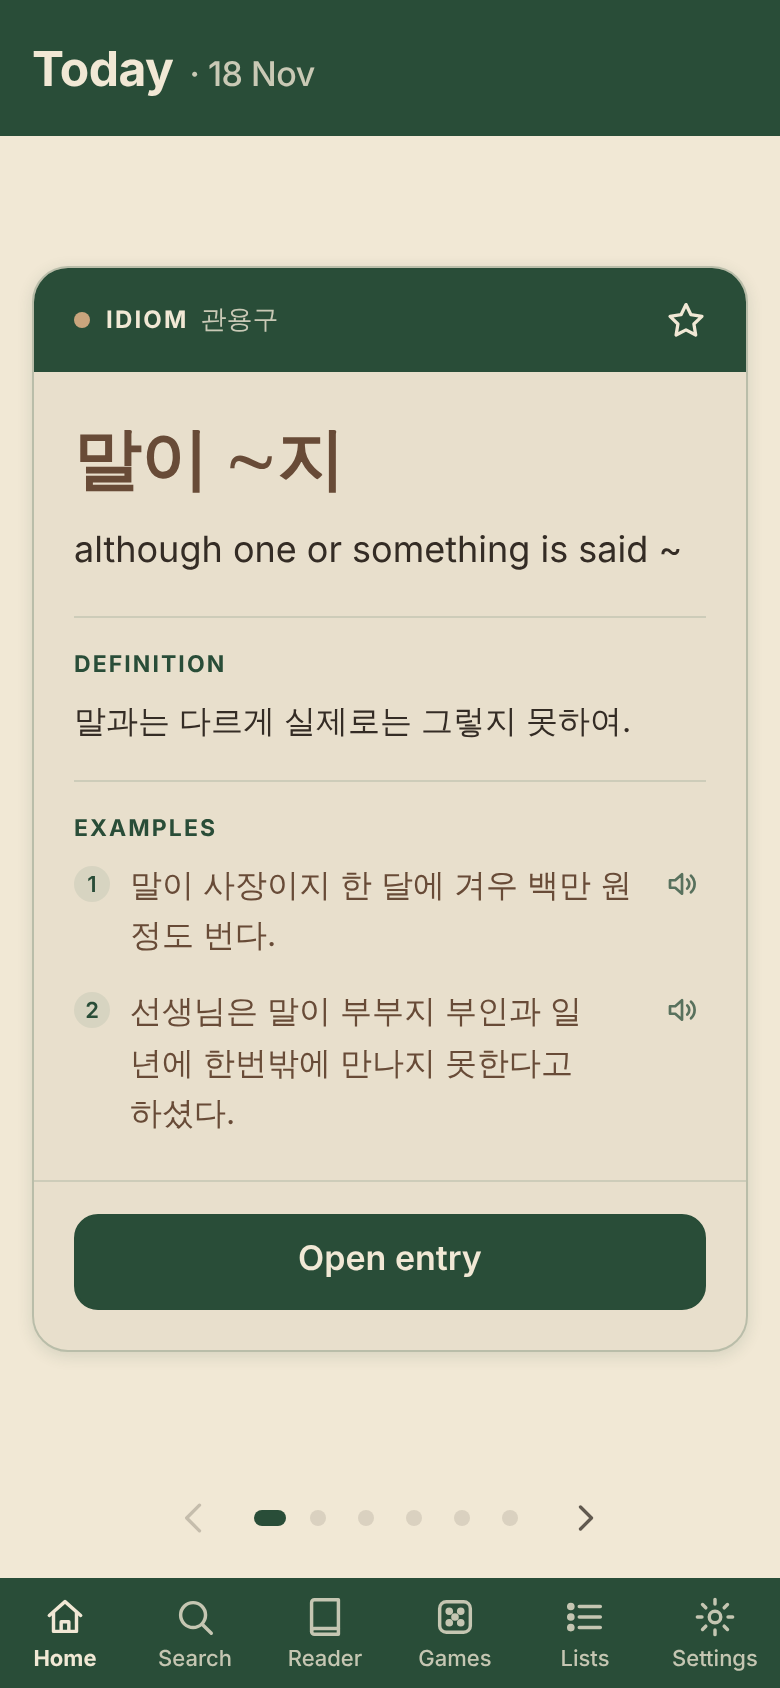 Today · 18 Nov
IDIOM 관용구
말이 ~지
although one or something is said ~
DEFINITION
말과는 다르게 실제로는 그렇지 못하여.
EXAMPLES
1 말이 사장이지 한 달에 겨우 백만 원
정도 번다.
2 선생님은 말이 부부지 부인과 일
년에 한번밖에 만나지 못한다고
하셨다.
Open entry
Home Search Reader Games Lists Settings